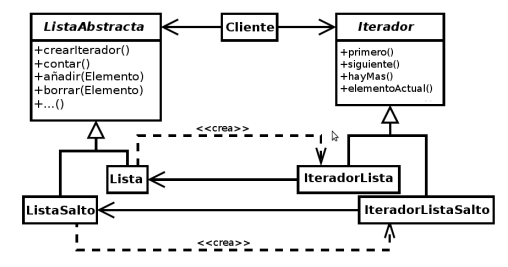 ListaAbstracta
Cliente
Iterador
+crearIterador()
+contar()
+añadir(Elemento)
+borrar(Elemento)
+...()
+primero()
+siguiente()
+hayMas()
+elementoActual()
<<crea>>
Lista
IteradorLista
ListaSalto
IteradorListaSalto
<<crea>>